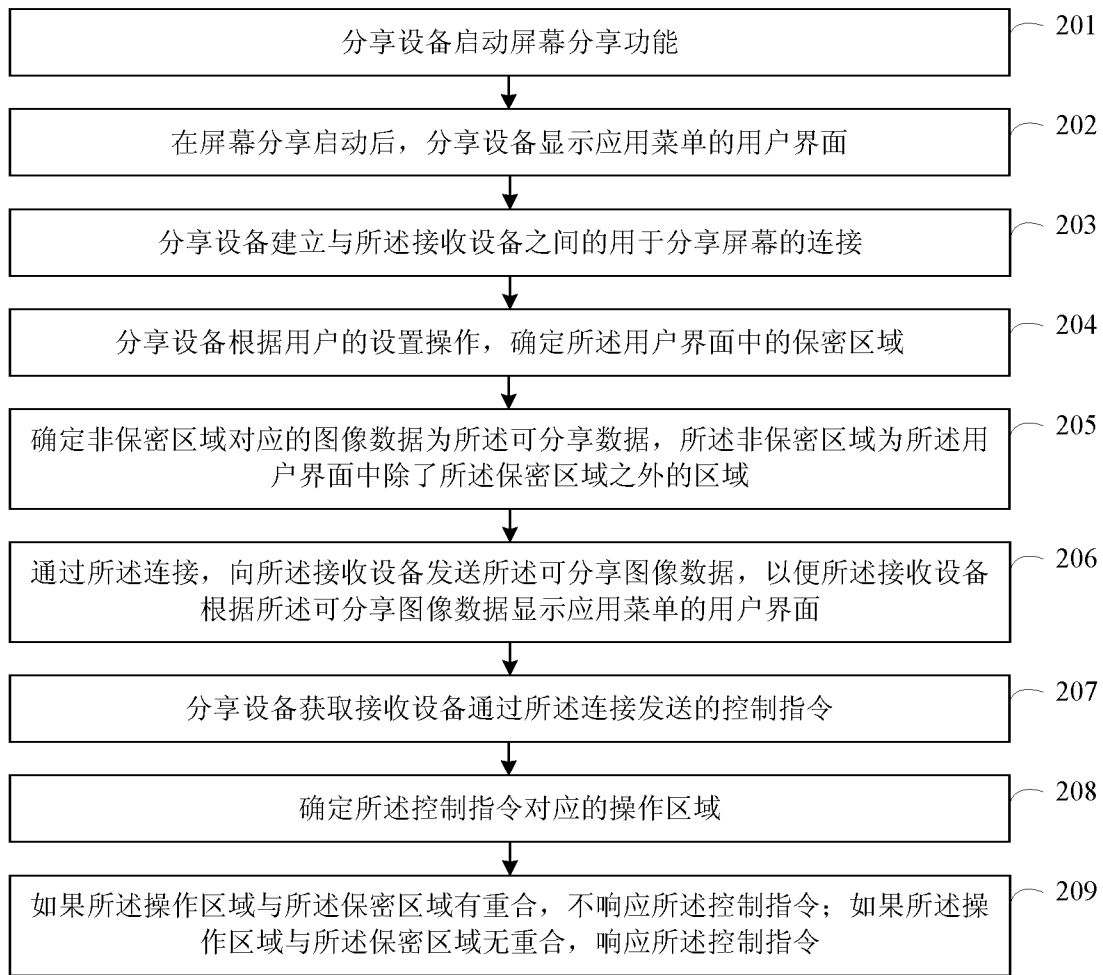 分享设备启动屏幕分享功能
201
在屏幕分享启动后，分享设备显示应用菜单的用户界面
202
分享设备建立与所述接收设备之间的用于分享屏幕的连接
203
分享设备根据用户的设置操作，确定所述用户界面中的保密区域
204
确定非保密区域对应的图像数据为所述可分享数据，所述非保密区域为所述用
户界面中除了所述保密区域之外的区域
205
通过所述连接，向所述接收设备发送所述可分享图像数据，以便所述接收设备
根据所述可分享图像数据显示应用菜单的用户界面
206
分享设备获取接收设备通过所述连接发送的控制指令
207
确定所述控制指令对应的操作区域
208
如果所述操作区域与所述保密区域有重合，不响应所述控制指令；如果所述操
作区域与所述保密区域无重合，响应所述控制指令
209